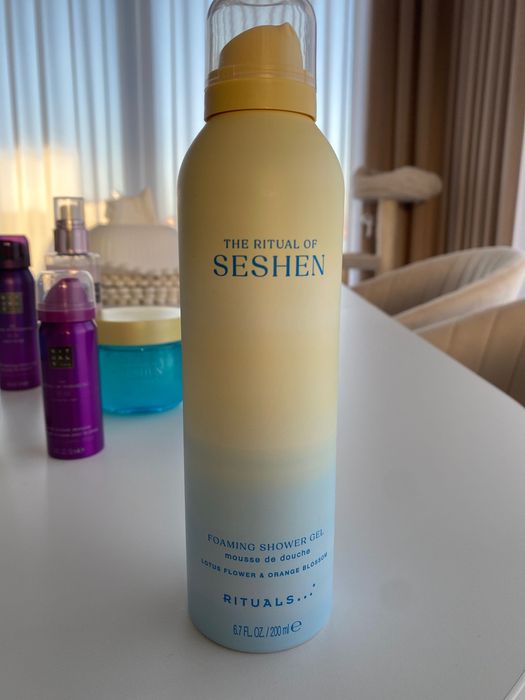 THE RITUAL OF
SESHEN
FOAMING SHOWER GEL
mousse de douche
LOTUS FLOWER & ORANGE BLOSSOM
RITUALS...
6.7 FL. OZ. / 200 ml ℮